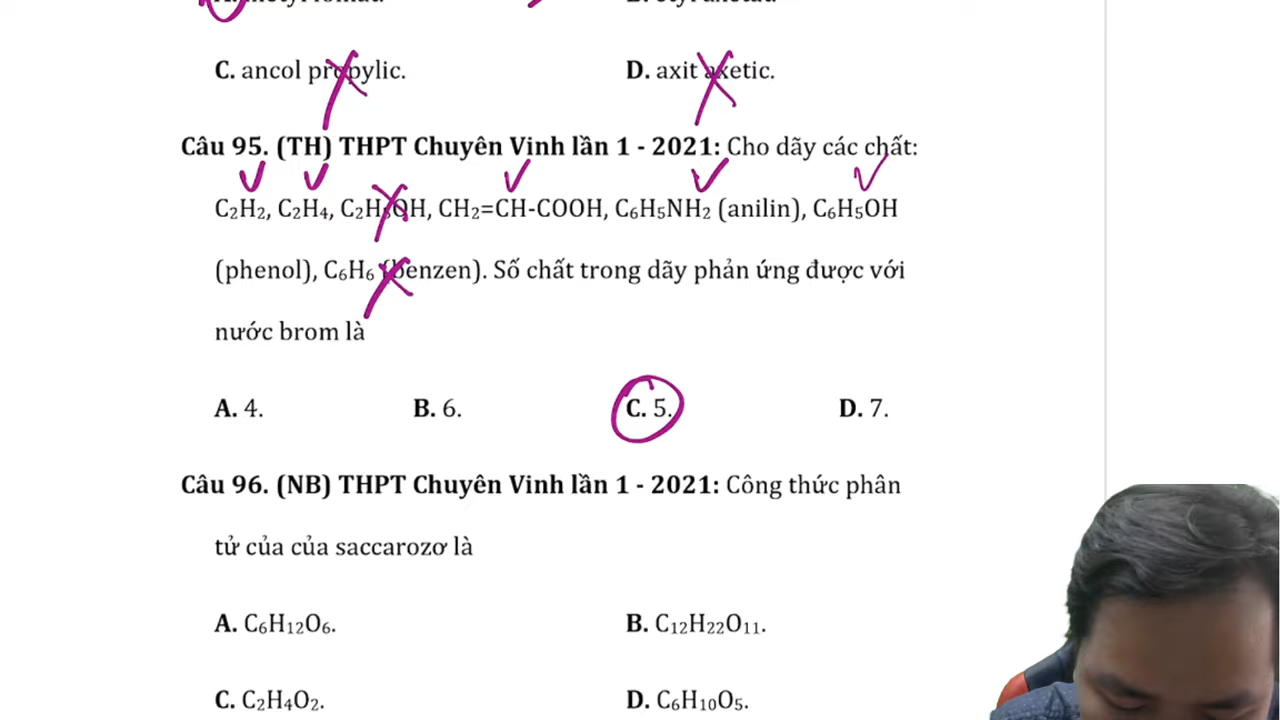 C. ancol propylic. D. axit axetic.
Câu 95. (TH) THPT Chuyên Vinh lần 1 - 2021: Cho dãy các chất:
C₂H₂, C₂H₄, C₂H₅OH, CH₂=CH-COOH, C₆H₅NH₂ (anilin), C₆H₅OH
(phenol), C₆H₆ (benzen). Số chất trong dãy phản ứng được với
nước brom là
A. 4. B. 6. C. 5. D. 7.
Câu 96. (NB) THPT Chuyên Vinh lần 1 - 2021: Công thức phân
tử của của saccarozơ là
A. C₆H₁₂O₆. B. C₁₂H₂₂O₁₁.
C. C₂H₄O₂. D. C₆H₁₀O₅.